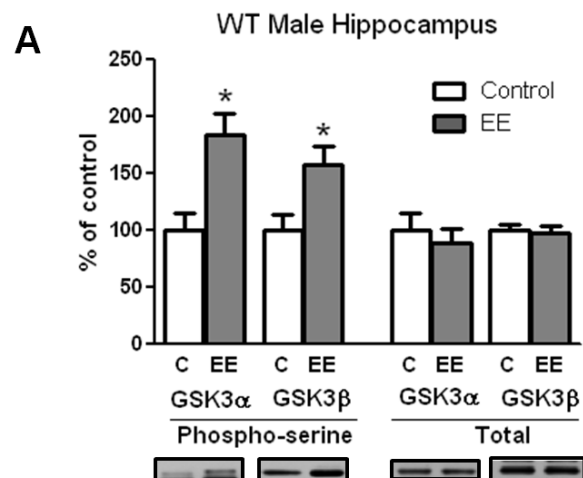 WT Male Hippocampus
A
250
200
150
100
50
0
% of control
Control
EE
* *
C EE C EE C EE C EE
GSK3α GSK3β GSK3α GSK3β
Phospho-serine Total